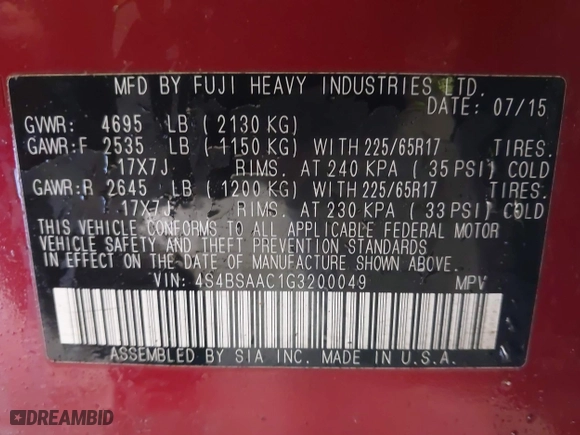 MFD BY FUJI HEAVY INDUSTRIES LTD.
DATE: 07/15
GVWR: 4695 LB ( 2130 KG)
GAWR:F 2535 LB ( 1150 KG) WITH 225/65R17 TIRES.
17X7J RIMS. AT 240 KPA ( 35 PSI) COLD
GAWR:R 2645 LB ( 1200 KG) WITH 225/65R17 TIRES.
17X7J RIMS. AT 230 KPA ( 33 PSI) COLD
THIS VEHICLE CONFORMS TO ALL APPLICABLE FEDERAL MOTOR
VEHICLE SAFETY AND THEFT PREVENTION STANDARDS
IN EFFECT ON THE DATE OF MANUFACTURE SHOWN ABOVE.
VIN: 4S4BSAAC1G3200049 MPV
ASSEMBLED BY SIA INC. MADE IN U.S.A.
DREAMBID